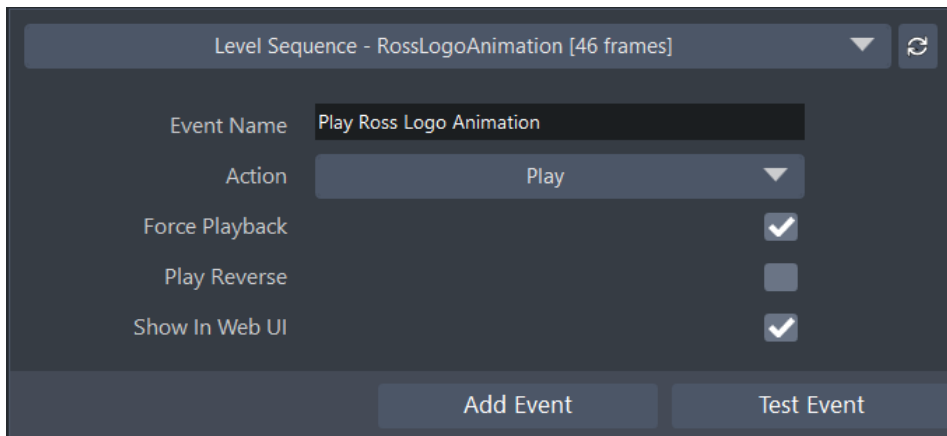 Level Sequence - RossLogoAnimation [46 frames]
Event Name Play Ross Logo Animation
Action Play
Force Playback
Play Reverse
Show In Web UI
Add Event Test Event